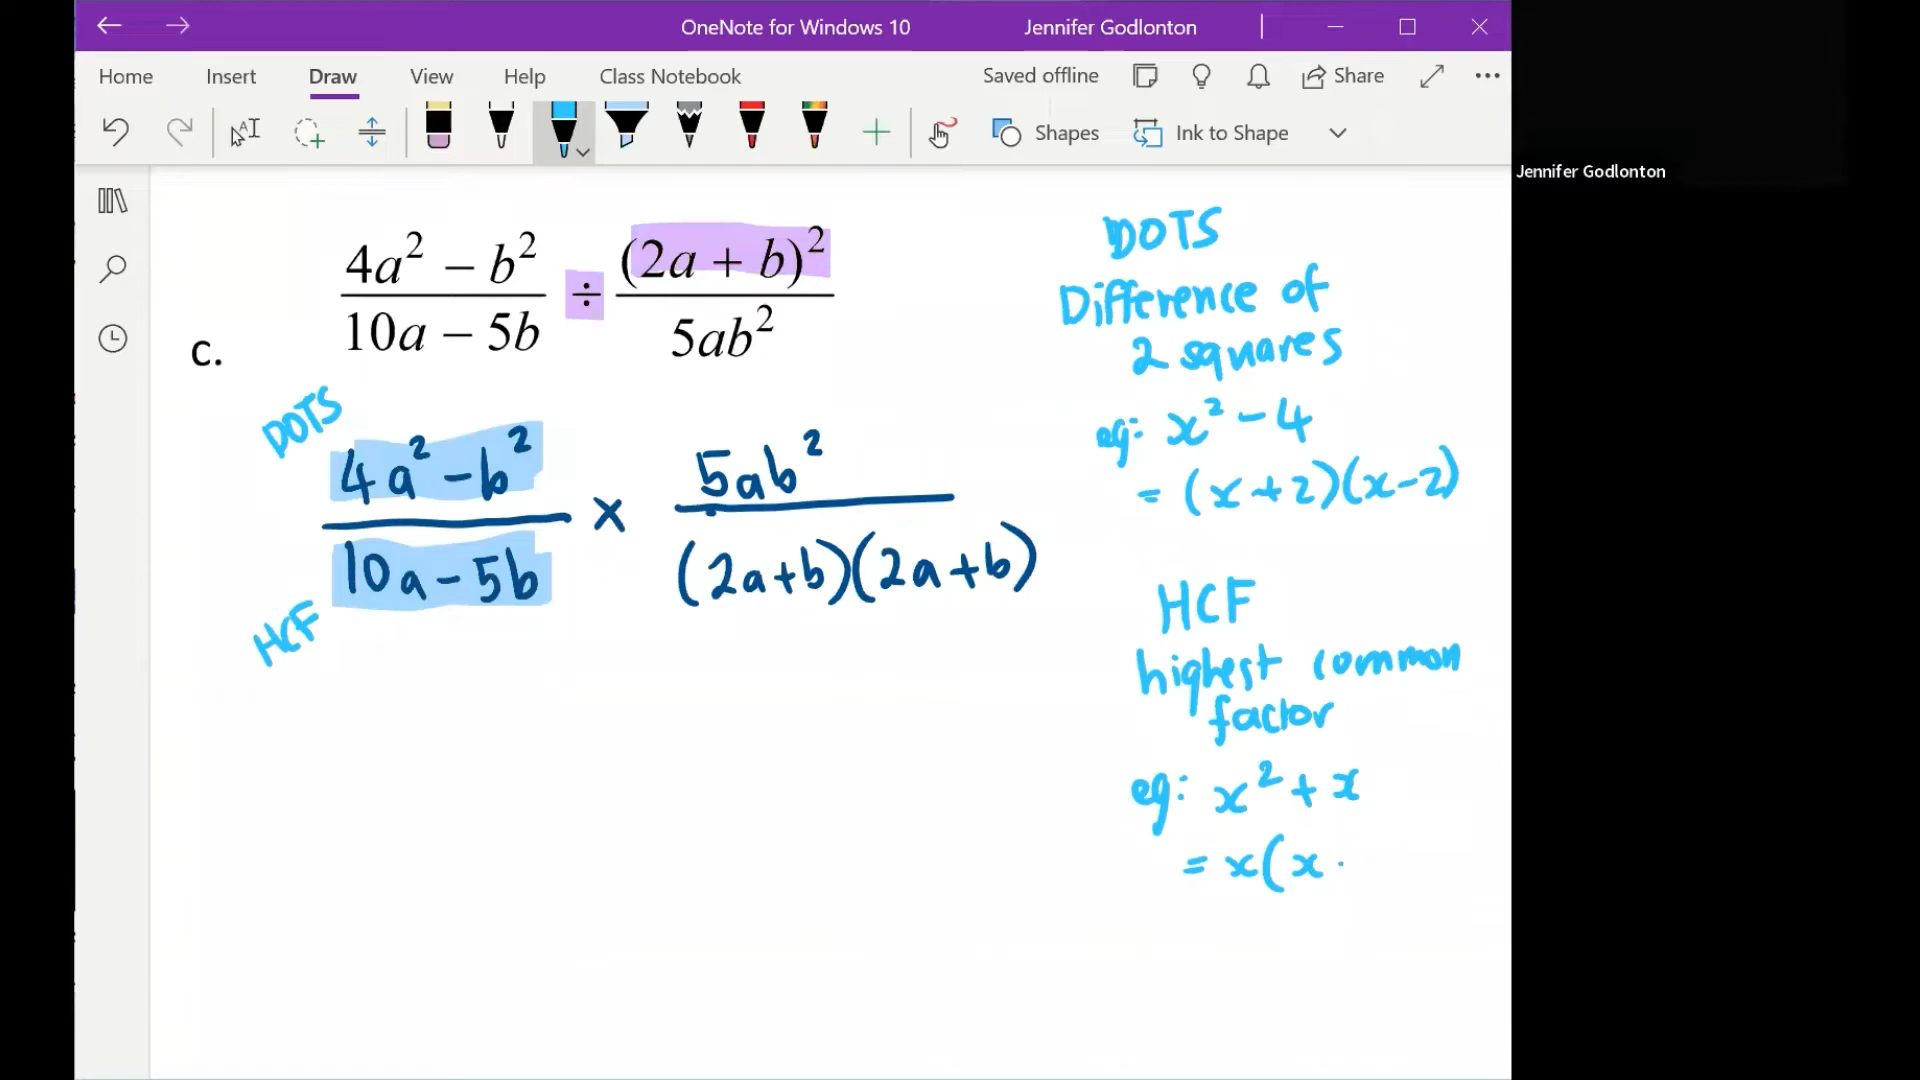 OneNote for Windows 10
Jennifer Godlonton
Home Insert Draw View Help Class Notebook
Saved offline
Share
Shapes
Ink to Shape
Jennifer Godlonton
c. (4a² − b²)/(10a − 5b) ÷ (2a + b)²/(5ab²)
DOTS
4a² − b²
10a − 5b
HCF
×
5ab²
(2a+b)(2a+b)
DOTS
Difference of
2 squares
eg: x² − 4
= (x+2)(x−2)
HCF
highest common
factor
eg: x² + x
= x(x